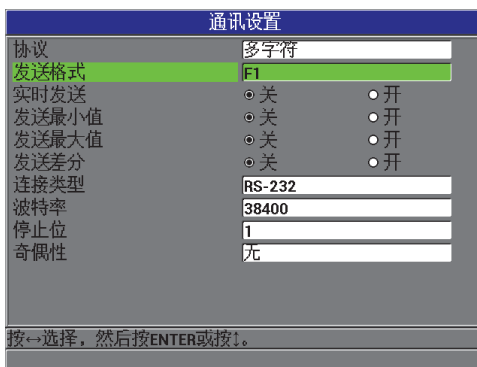 通讯设置
协议 多字符
发送格式 F1
实时发送 关 开
发送最小值 关 开
发送最大值 关 开
发送差分 关 开
连接类型 RS-232
波特率 38400
停止位 1
奇偶性 无
按↔选择，然后按ENTER或按↕。